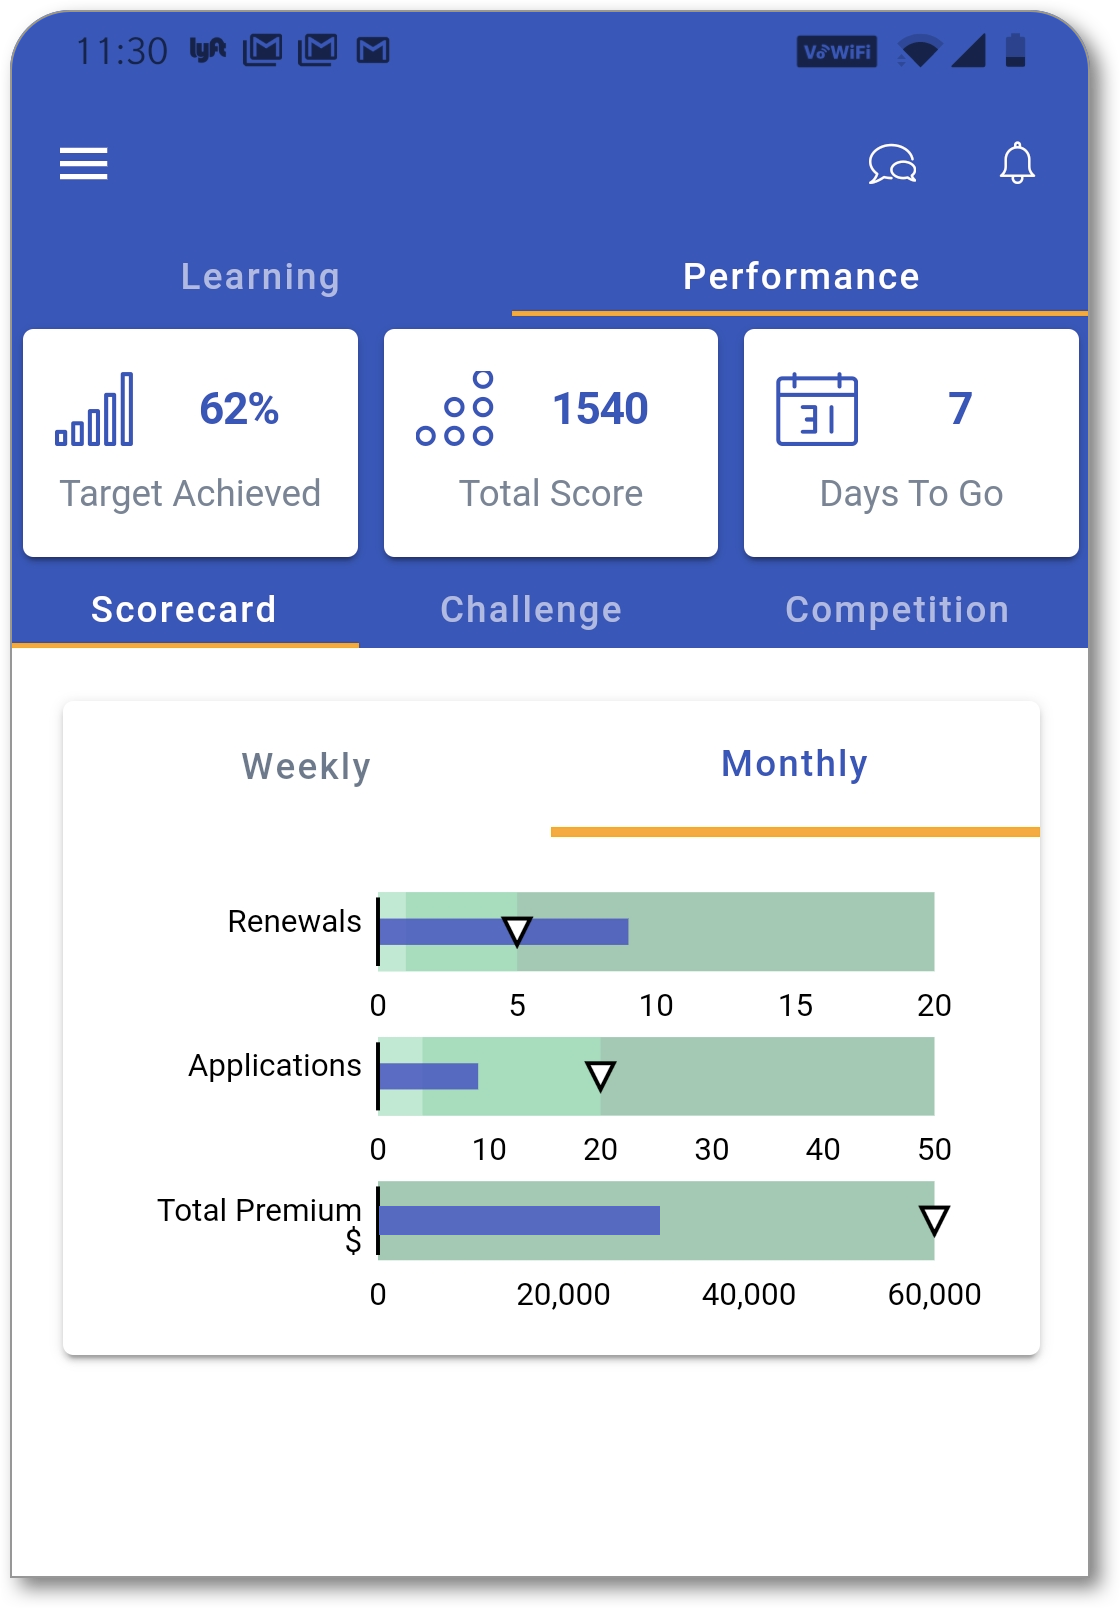 11:30 lyft VoWiFi
Learning Performance
62% 1540 31 7
Target Achieved Total Score Days To Go
Scorecard Challenge Competition
Weekly Monthly
Renewals
0 5 10 15 20
Applications
0 10 20 30 40 50
Total Premium
$
0 20,000 40,000 60,000